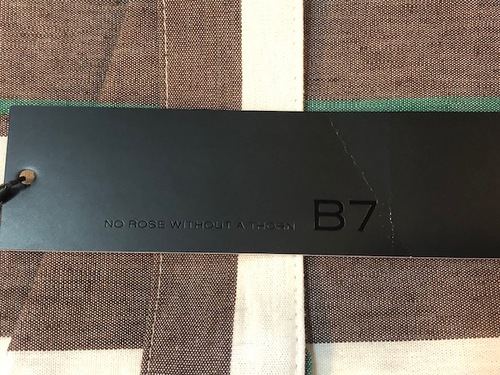 NO ROSE WITHOUT A THORN B7